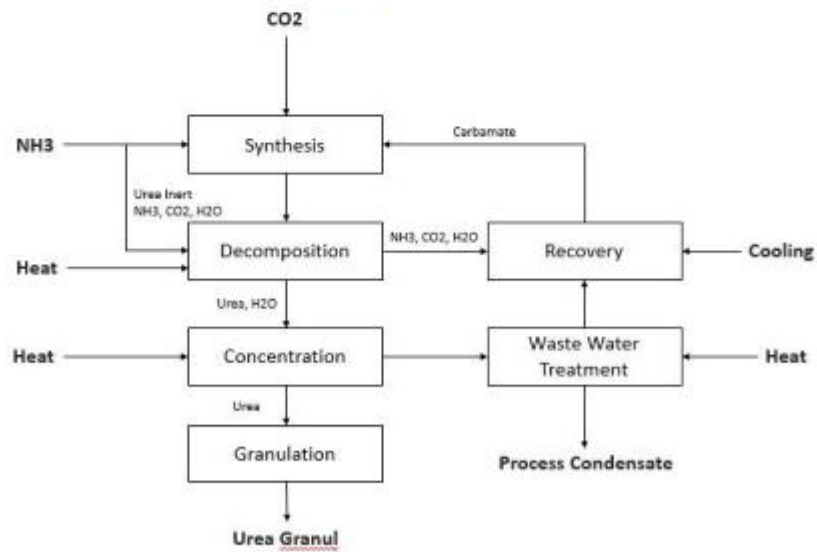 CO2
NH3
Synthesis
Carbamate
Urea Inert
NH3, CO2, H2O
Heat
Decomposition
NH3, CO2, H2O
Recovery
Cooling
Urea, H2O
Heat
Concentration
Waste Water
Treatment
Heat
Urea
Granulation
Process Condensate
Urea Granul